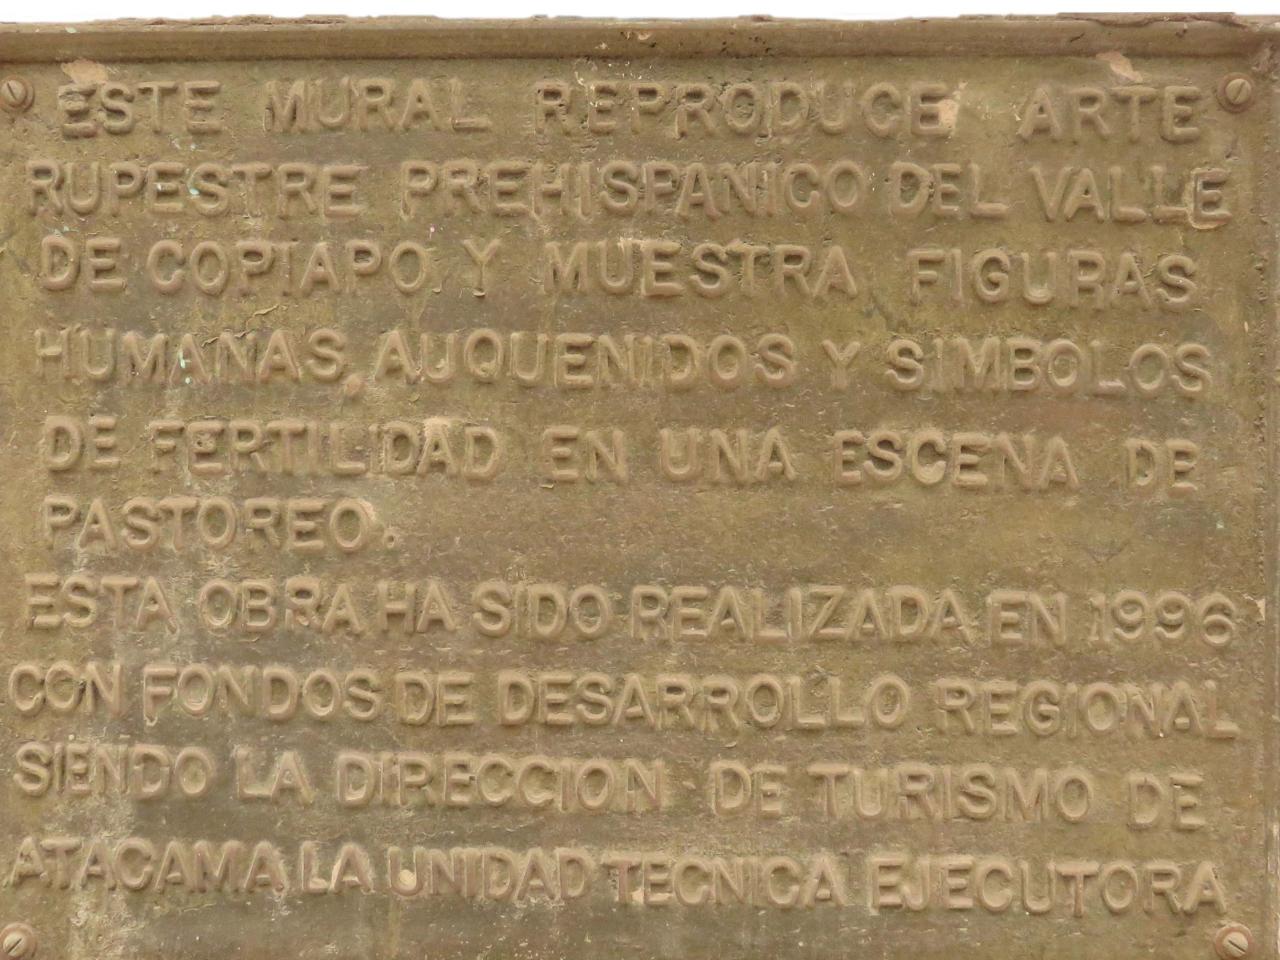 ESTE MURAL REPRODUCE ARTE
RUPESTRE PREHISPANICO DEL VALLE
DE COPIAPO Y MUESTRA FIGURAS
HUMANAS, AUQUENIDOS Y SIMBOLOS
DE FERTILIDAD EN UNA ESCENA DE
PASTOREO.
ESTA OBRA HA SIDO REALIZADA EN 1996
CON FONDOS DE DESARROLLO REGIONAL
SIENDO LA DIRECCION DE TURISMO DE
ATACAMA LA UNIDAD TECNICA EJECUTORA